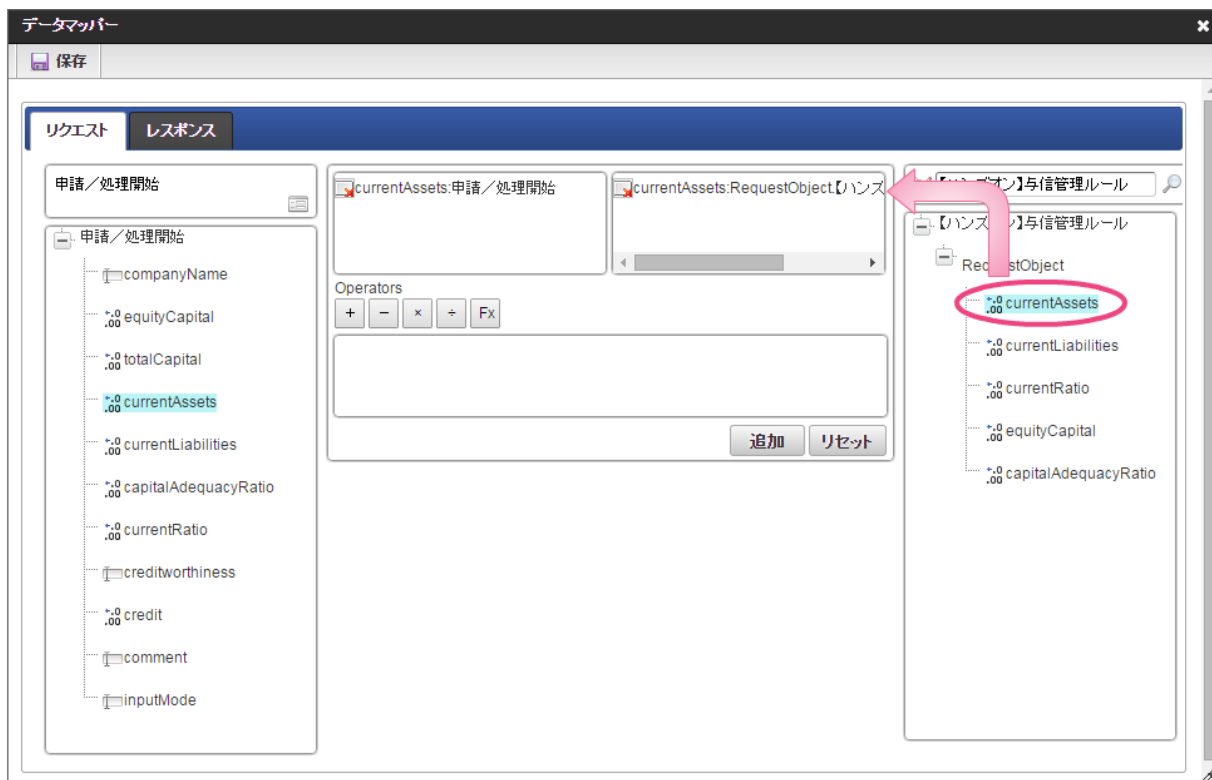 データマッパー
保存
リクエスト
レスポンス
申請／処理開始
申請／処理開始
companyName
equityCapital
totalCapital
currentAssets
currentLiabilities
capitalAdequacyRatio
currentRatio
creditworthiness
credit
comment
inputMode
currentAssets:申請／処理開始
currentAssets:RequestObject.【ハンズ
Operators
+ − × ÷ Fx
追加
リセット
オン】与信管理ルール
【ハンズ】与信管理ルール
RequestObject
currentAssets
currentLiabilities
currentRatio
equityCapital
capitalAdequacyRatio